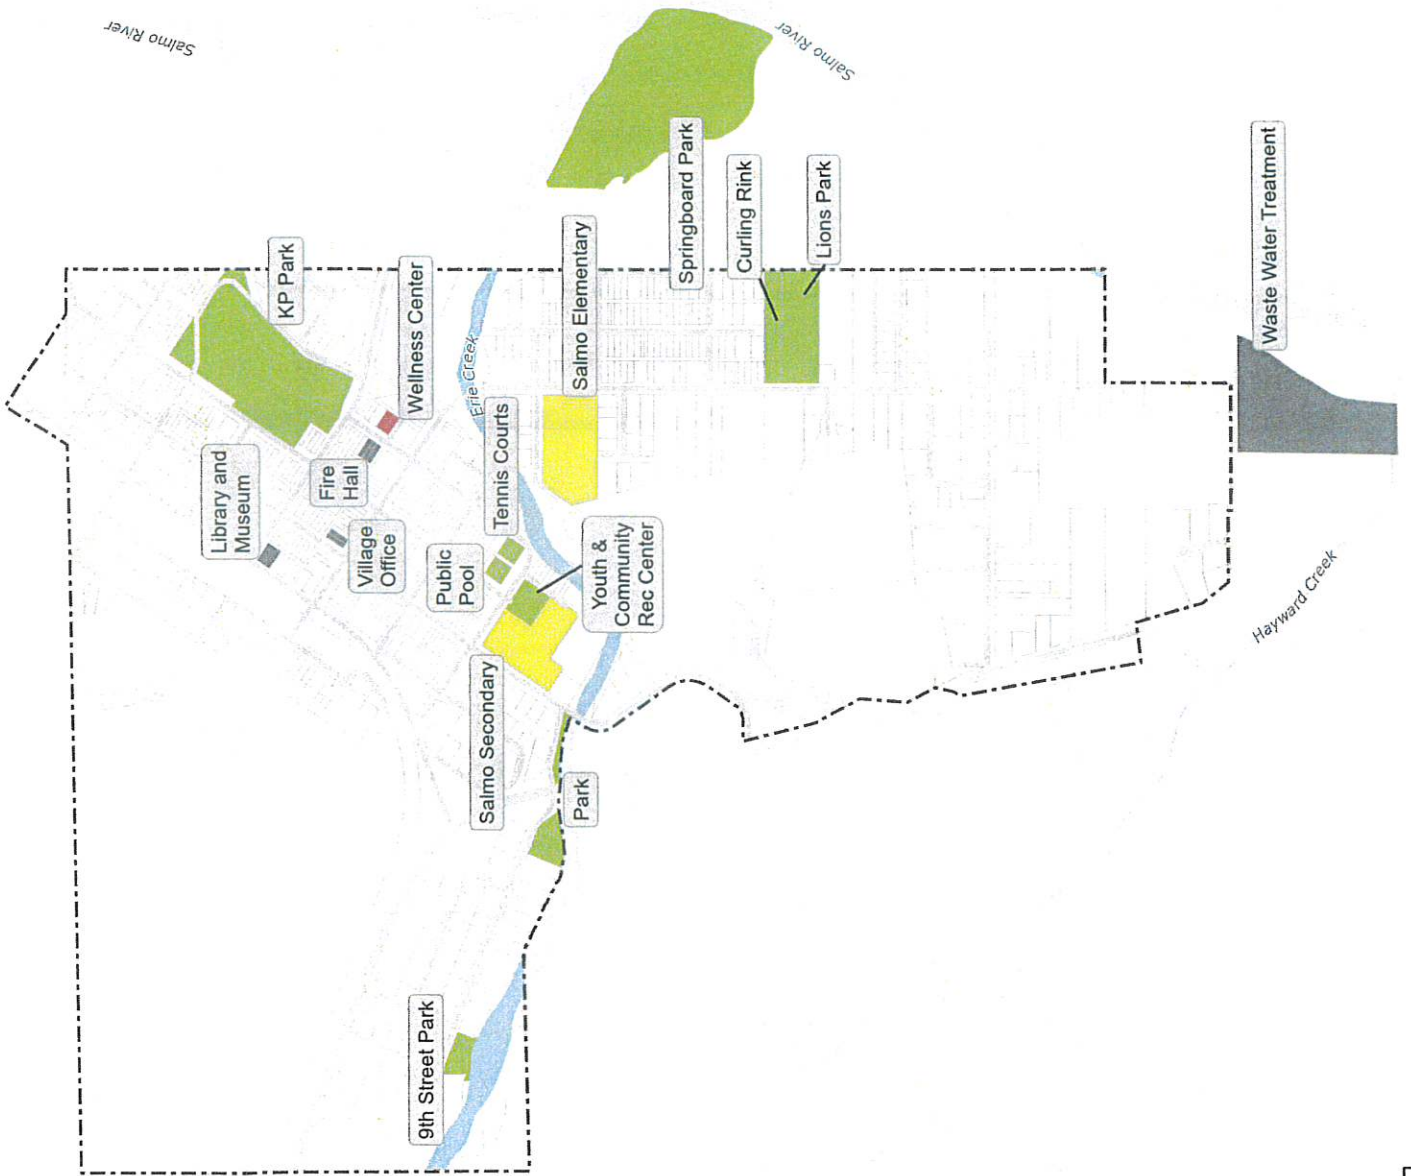 Salmo River
Library and
Museum
KP Park
Fire
Hall
Village
Office
Wellness Center
9th Street Park
Public
Pool
Erie Creek
Salmo Secondary
Tennis Courts
Park
Salmo Elementary
Youth &
Community
Rec Center
Springboard Park
Curling Rink
Salmo River
Lions Park
Waste Water Treatment
Hayward Creek